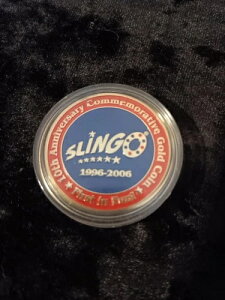 10th Anniversary Commemorative Gold Coin
SLINGO
1996-2006
First in Fun!